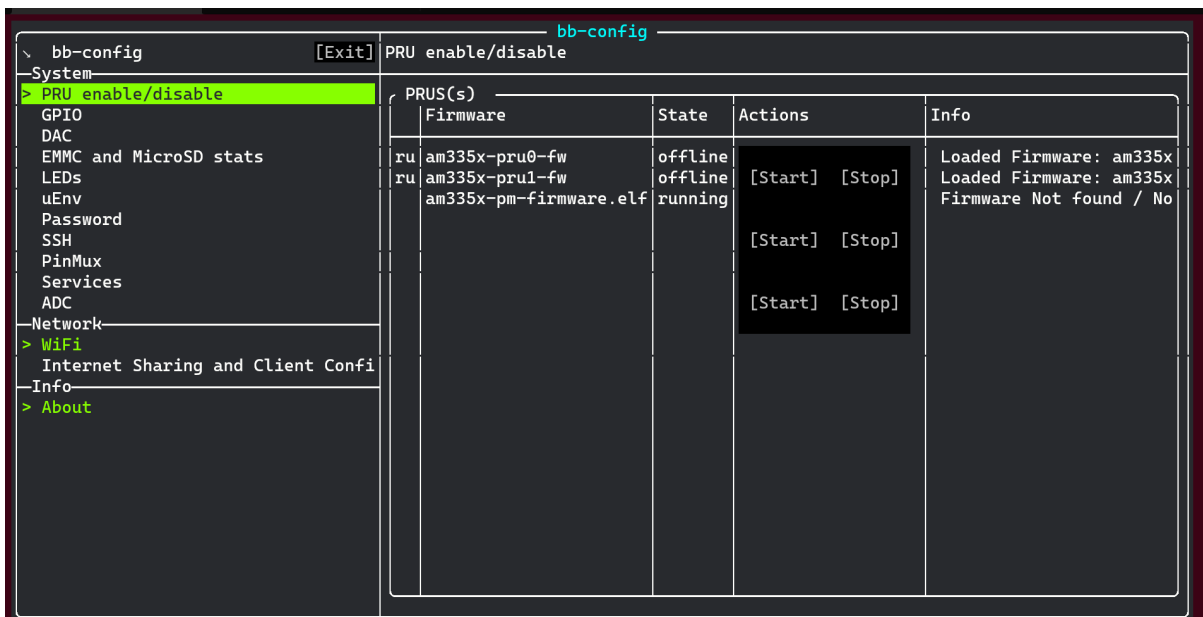 bb-config
bb-config [Exit]
System
> PRU enable/disable
GPIO
DAC
EMMC and MicroSD stats
LEDs
uEnv
Password
SSH
PinMux
Services
ADC
Network
> WiFi
Internet Sharing and Client Confi
Info
> About
PRU enable/disable
PRUS(s)
Firmware State Actions Info
ru am335x-pru0-fw offline Loaded Firmware: am335x
ru am335x-pru1-fw offline [Start] [Stop] Loaded Firmware: am335x
am335x-pm-firmware.elf running Firmware Not found / No
[Start] [Stop]
[Start] [Stop]